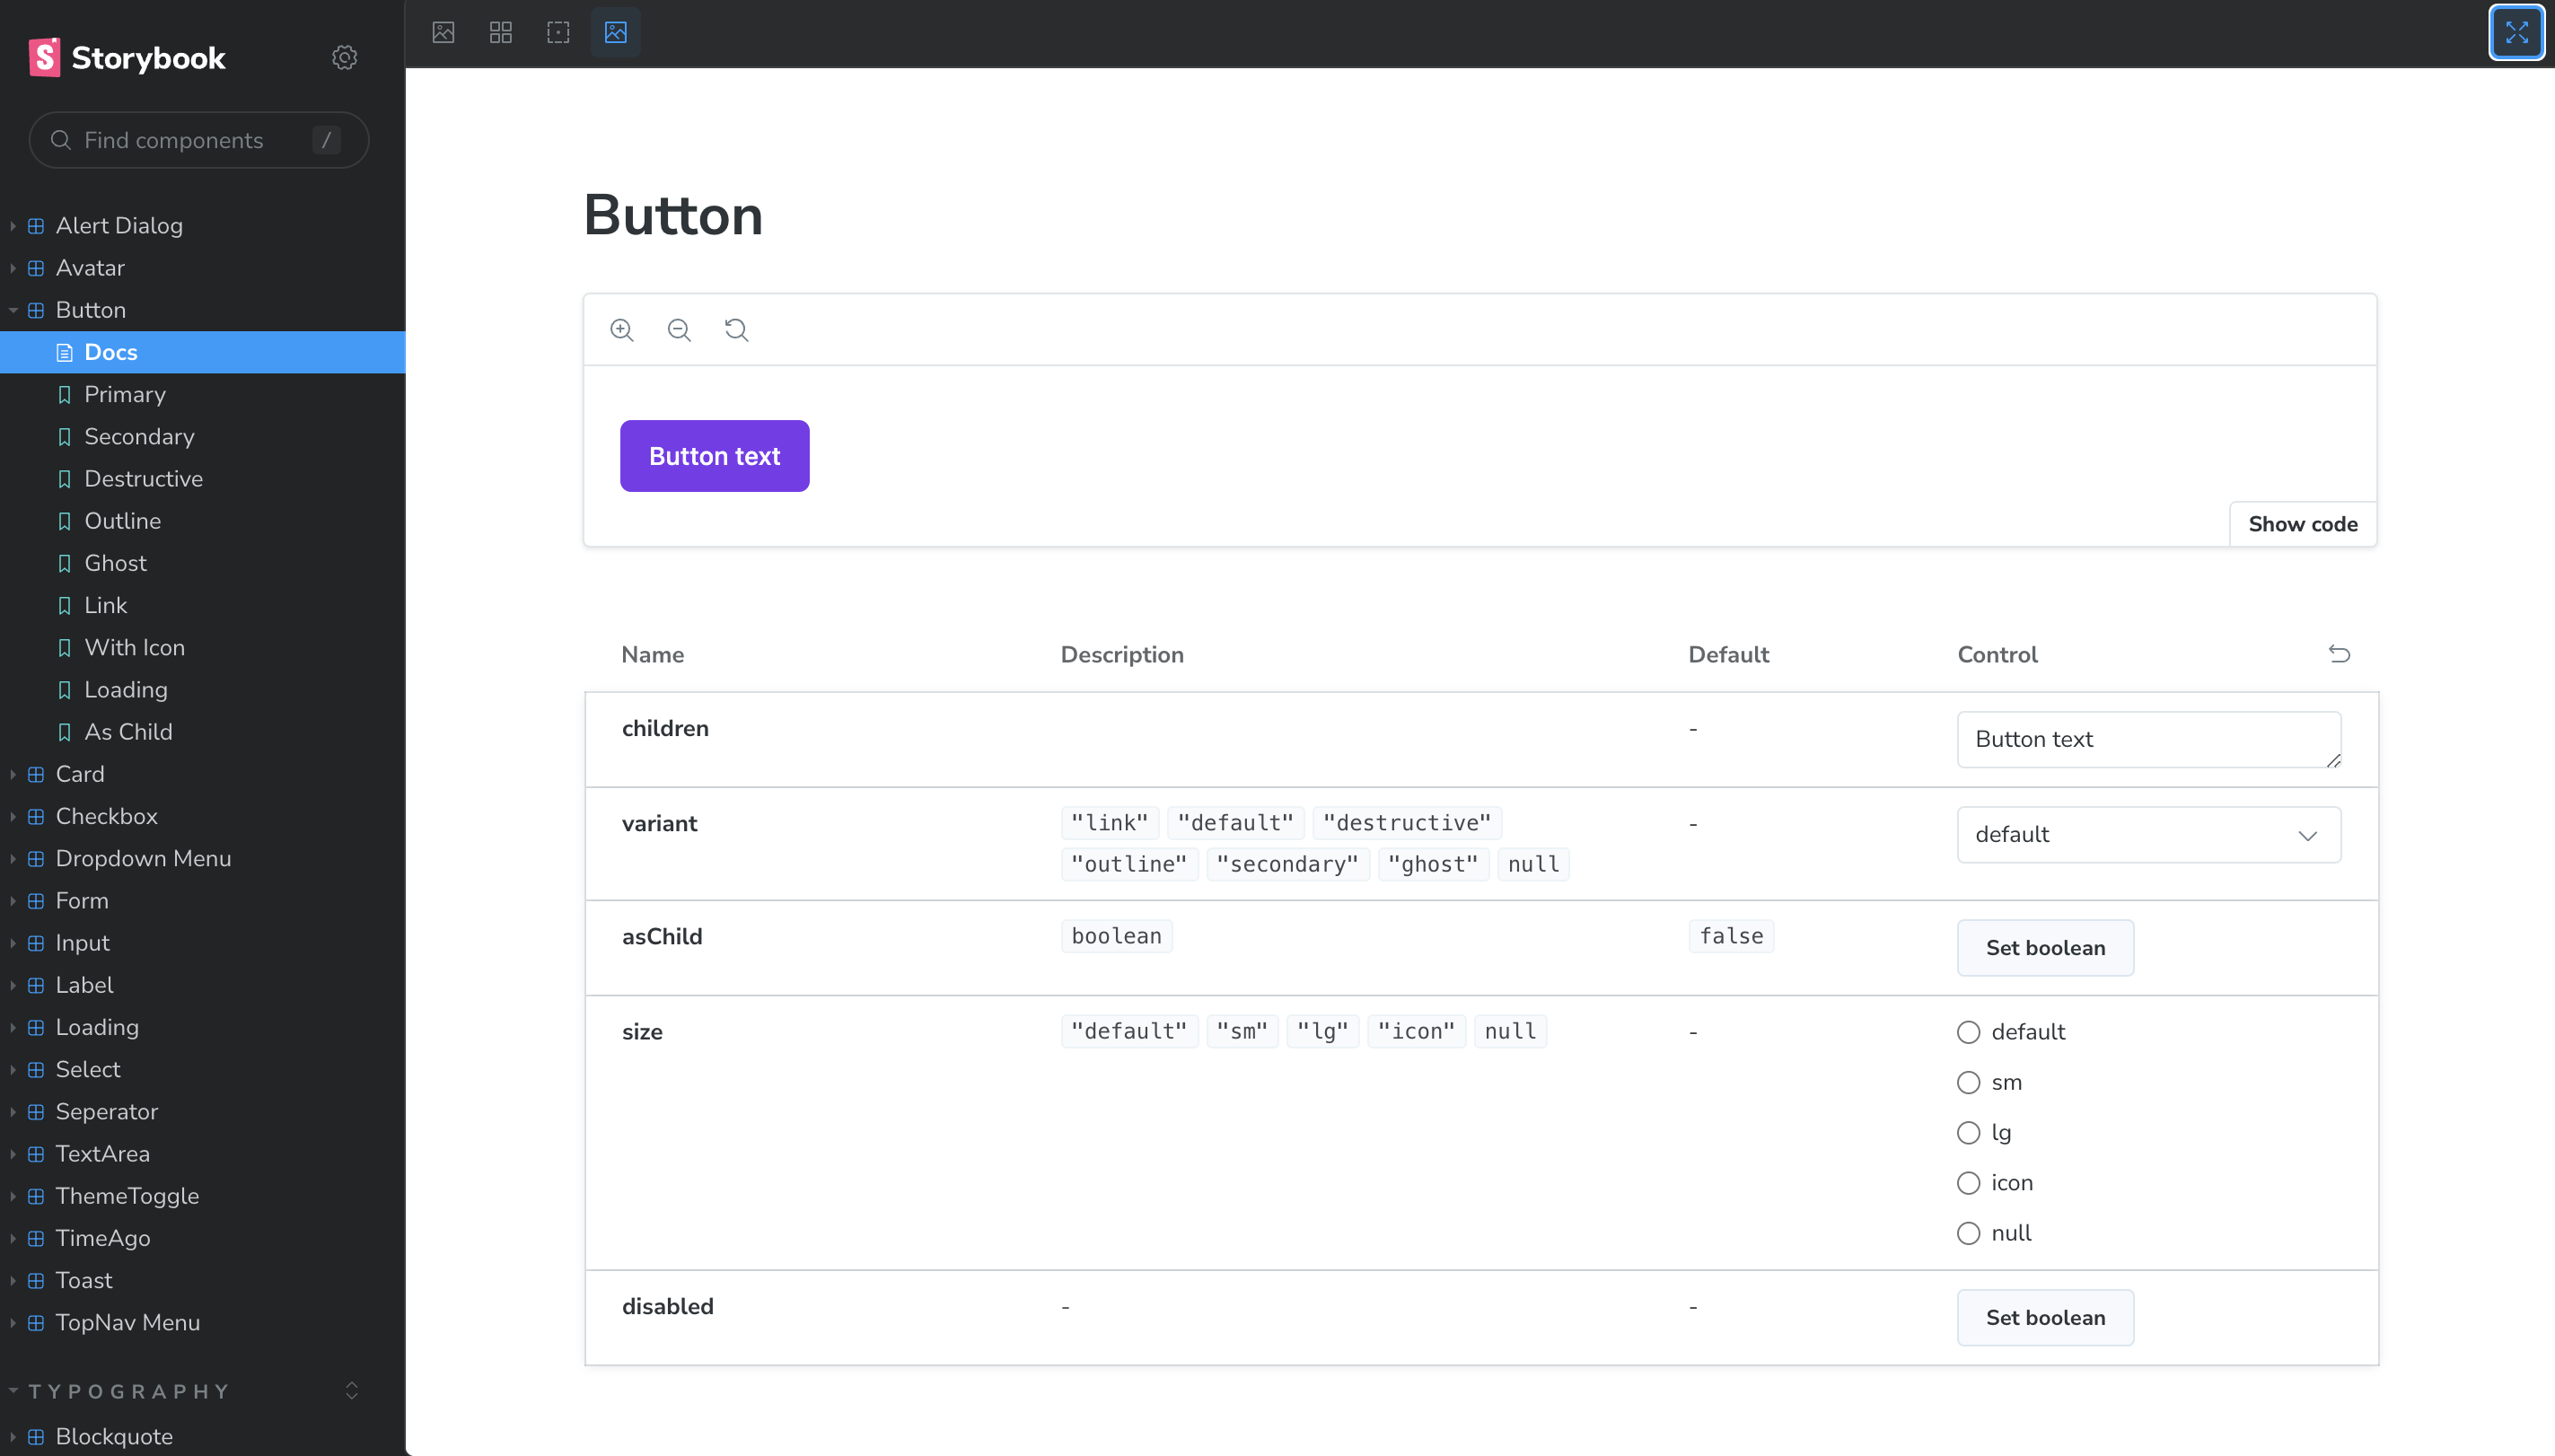 Storybook
Find components /
Alert Dialog
Avatar
Button
Docs
Primary
Secondary
Destructive
Outline
Ghost
Link
With Icon
Loading
As Child
Card
Checkbox
Dropdown Menu
Form
Input
Label
Loading
Select
Seperator
TextArea
ThemeToggle
TimeAgo
Toast
TopNav Menu
TYPOGRAPHY
Blockquote
Button
Button text
Show code
Name Description Default Control
children - Button text
variant "link" "default" "destructive" - default
"outline" "secondary" "ghost" null
asChild boolean false Set boolean
size "default" "sm" "lg" "icon" null - default
sm
lg
icon
null
disabled - - Set boolean